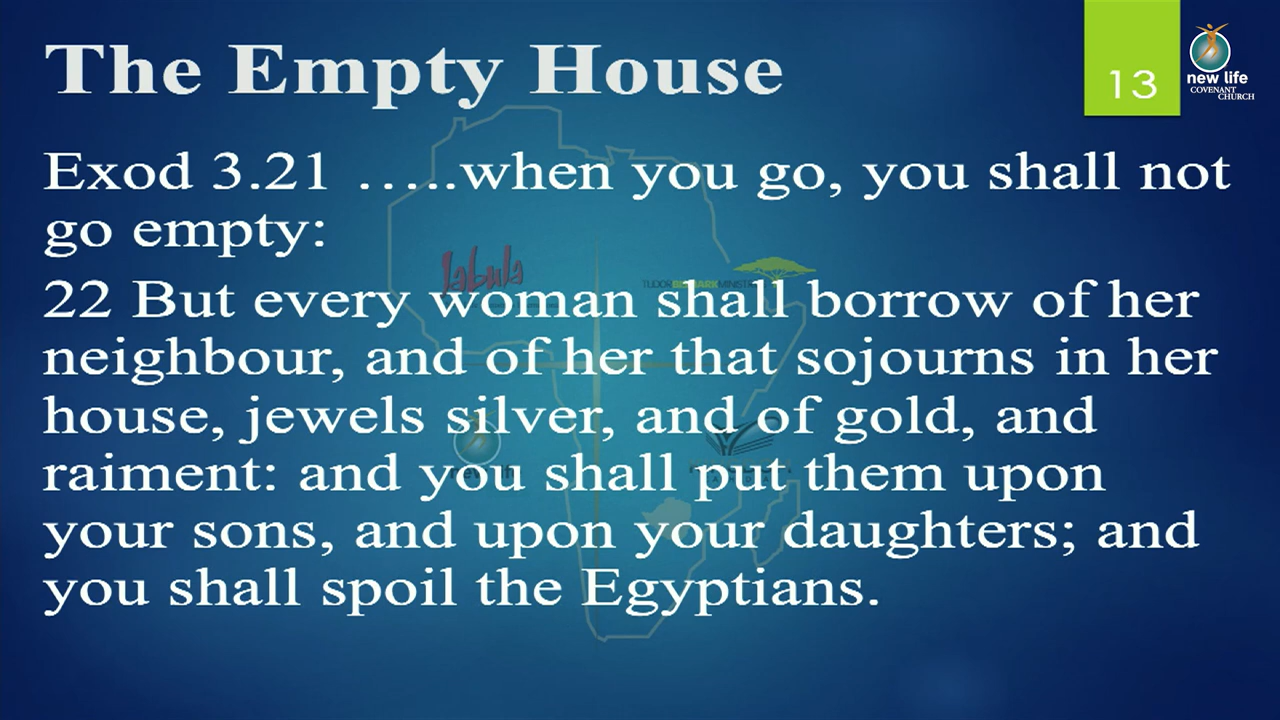 The Empty House
13
new life
COVENANT
CHURCH
Exod 3.21 …..when you go, you shall not
go empty:
22 But every woman shall borrow of her
neighbour, and of her that sojourns in her
house, jewels silver, and of gold, and
raiment: and you shall put them upon
your sons, and upon your daughters; and
you shall spoil the Egyptians.
Jabula